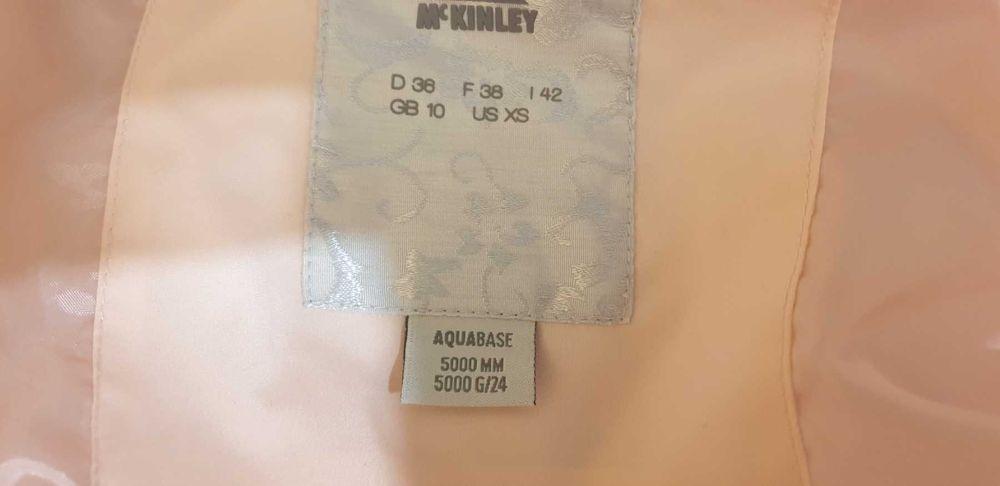 McKINLEY
D 36 F 38 I 42
GB 10 US XS
AQUABASE
5000 MM
5000 G/24